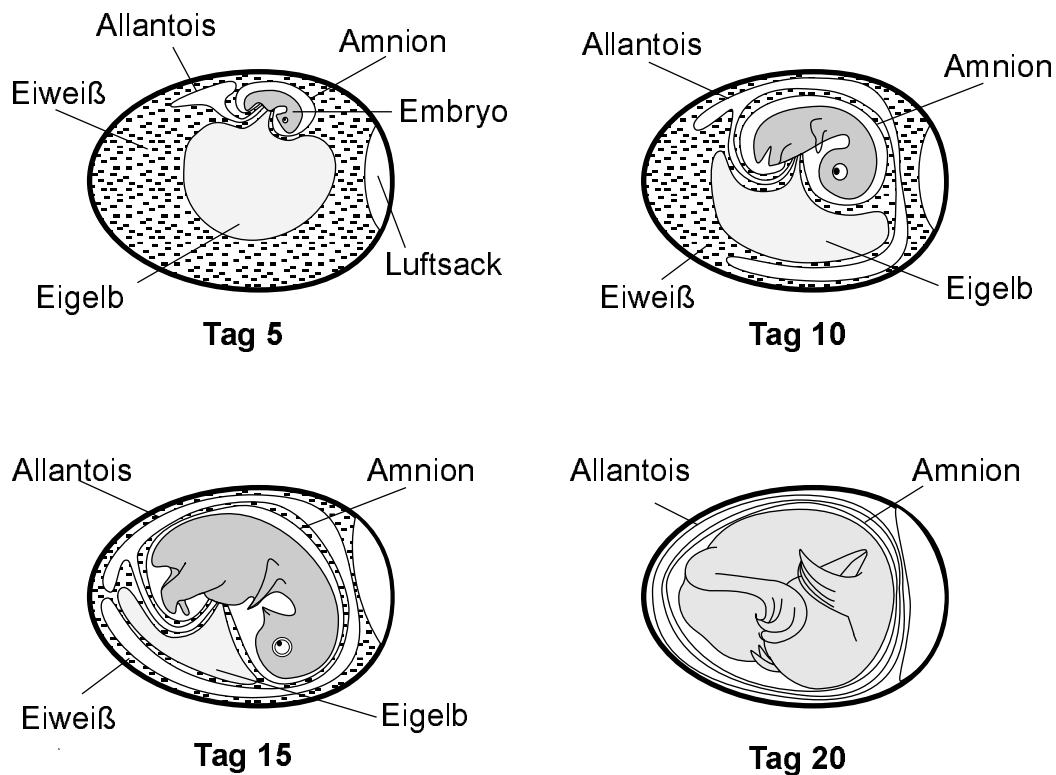 Allantois
Amnion
Eiweiß
Embryo
Luftsack
Eigelb
Tag 5
Allantois
Amnion
Eiweiß
Eigelb
Tag 10
Allantois
Amnion
Eiweiß
Eigelb
Tag 15
Allantois
Amnion
Tag 20